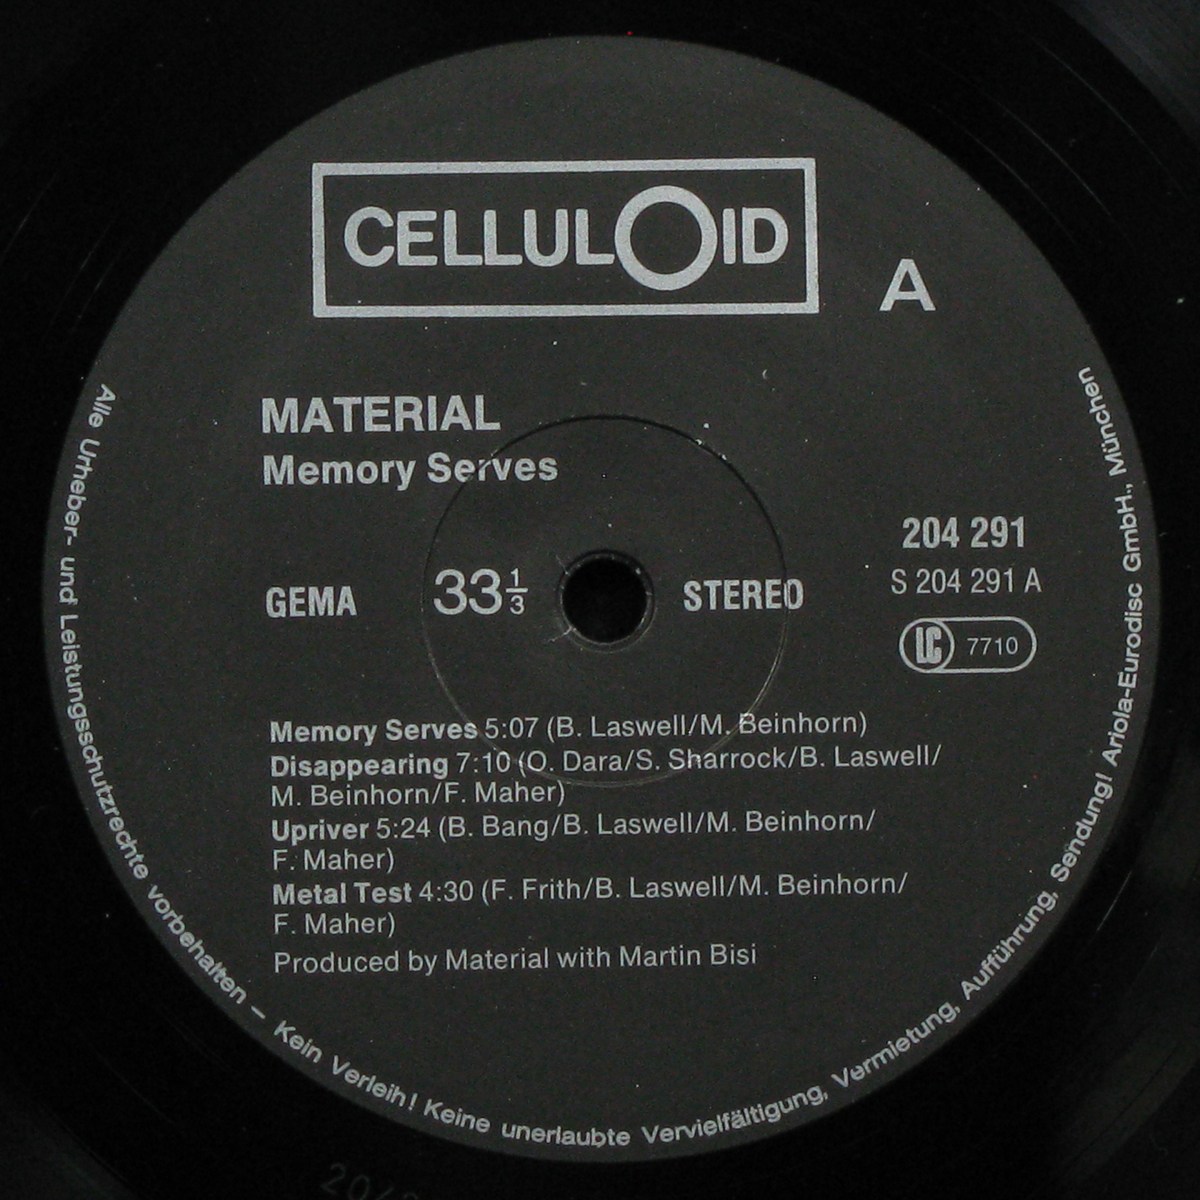 CELLULOID
A
MATERIAL
Memory Serves
204 291
S 204 291 A
GEMA 33 1/3 STEREO
LC 7710
Memory Serves 5:07 (B. Laswell/M. Beinhorn)
Disappearing 7:10 (O. Dara/S. Sharrock/B. Laswell/
M. Beinhorn/F. Maher)
Upriver 5:24 (B. Bang/B. Laswell/M. Beinhorn/
F. Maher)
Metal Test 4:30 (F. Frith/B. Laswell/M. Beinhorn/
F. Maher)
Produced by Material with Martin Bisi
Alle Urheber- und Leistungsschutzrechte vorbehalten – Kein Verleih! Keine unerlaubte Vervielfältigung, Vermietung, Aufführung, Sendung! Ariola-Eurodisc GmbH., München